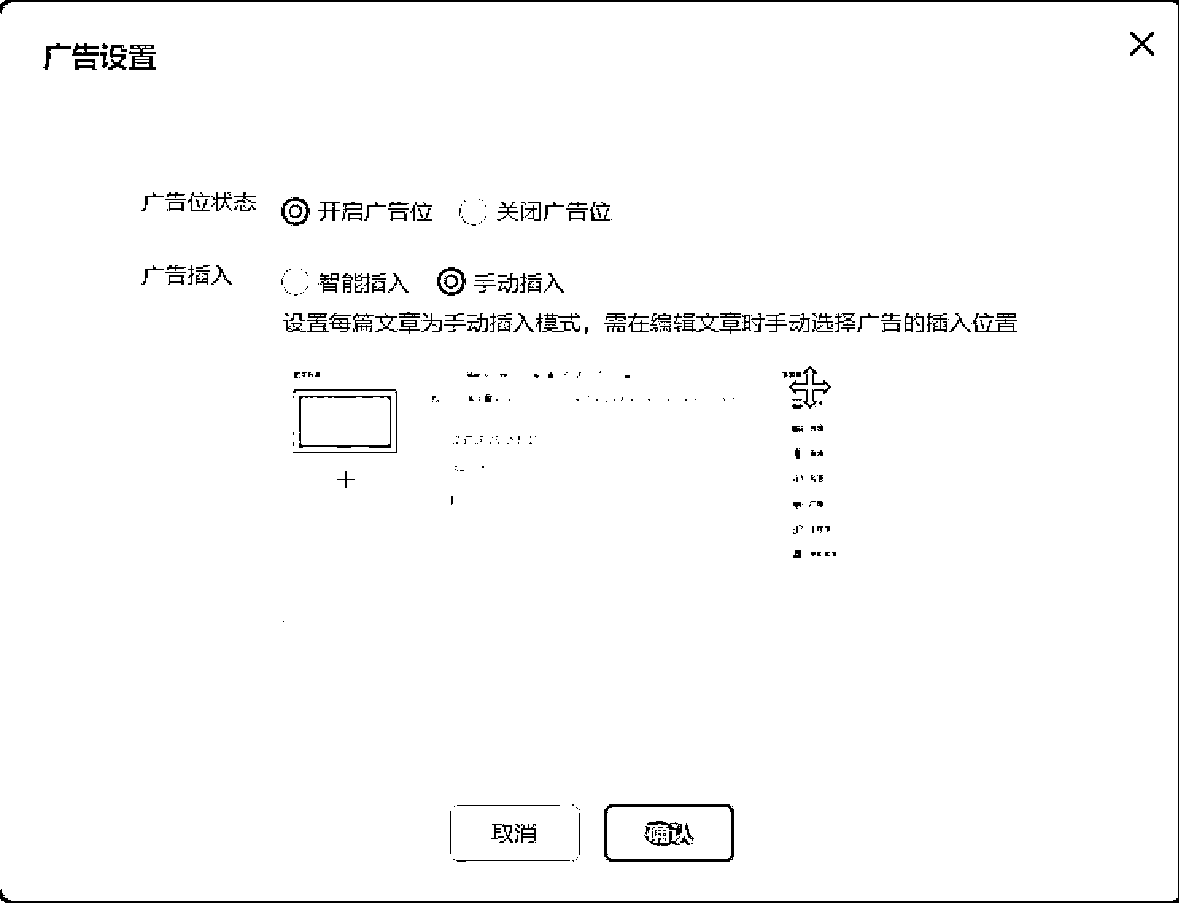 广告设置
广告位状态 开启广告位 关闭广告位
广告插入 智能插入 手动插入
设置每篇文章为手动插入模式，需在编辑文章时手动选择广告的插入位置
取消 确认